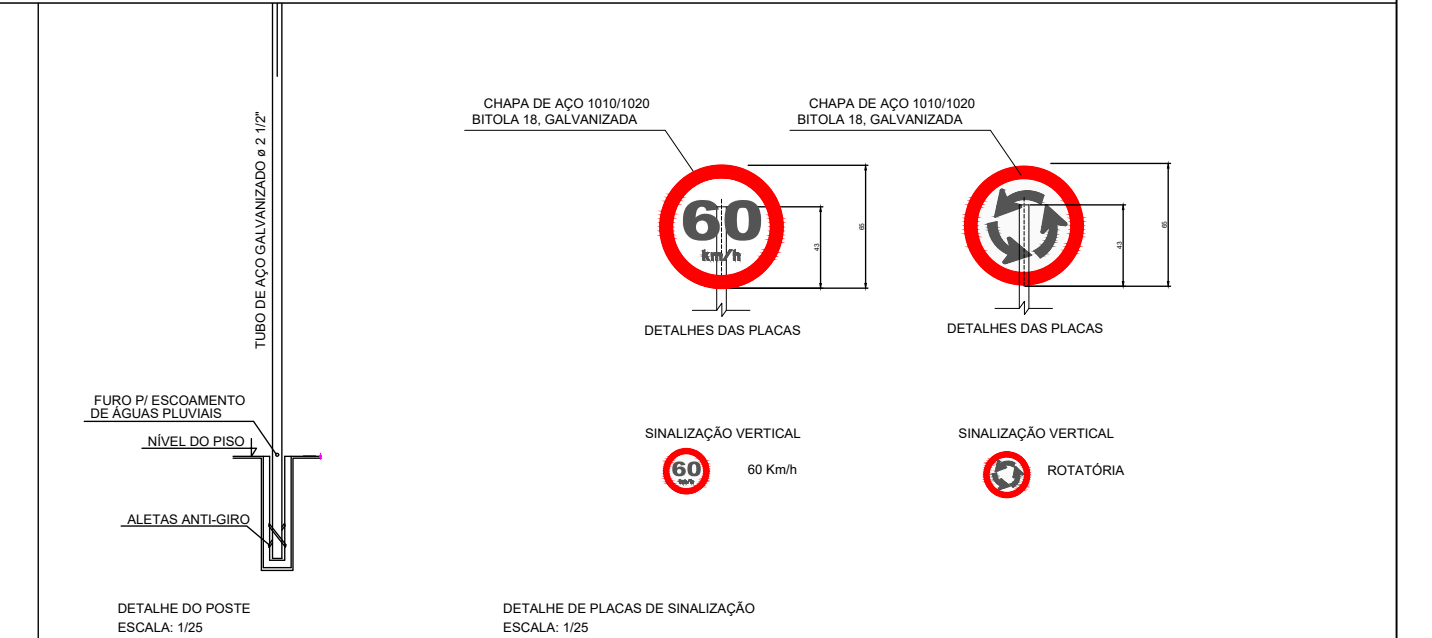 TUBO DE AÇO GALVANIZADO ø 2 1/2"
FURO P/ ESCOAMENTO
DE ÁGUAS PLUVIAIS
NÍVEL DO PISO
ALETAS ANTI-GIRO
DETALHE DO POSTE
ESCALA: 1/25
CHAPA DE AÇO 1010/1020
BITOLA 18, GALVANIZADA
60
km/h
43
65
DETALHES DAS PLACAS
CHAPA DE AÇO 1010/1020
BITOLA 18, GALVANIZADA
43
65
DETALHES DAS PLACAS
SINALIZAÇÃO VERTICAL
60
km/h
60 Km/h
SINALIZAÇÃO VERTICAL
ROTATÓRIA
DETALHE DE PLACAS DE SINALIZAÇÃO
ESCALA: 1/25